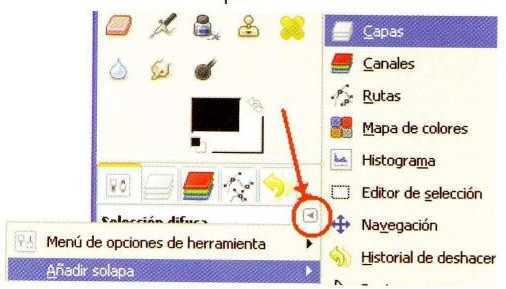 Capas
Canales
Rutas
Mapa de colores
Histograma
Editor de selección
Navegación
Historial de deshacer
Selección difusa
Menú de opciones de herramienta
Añadir solapa